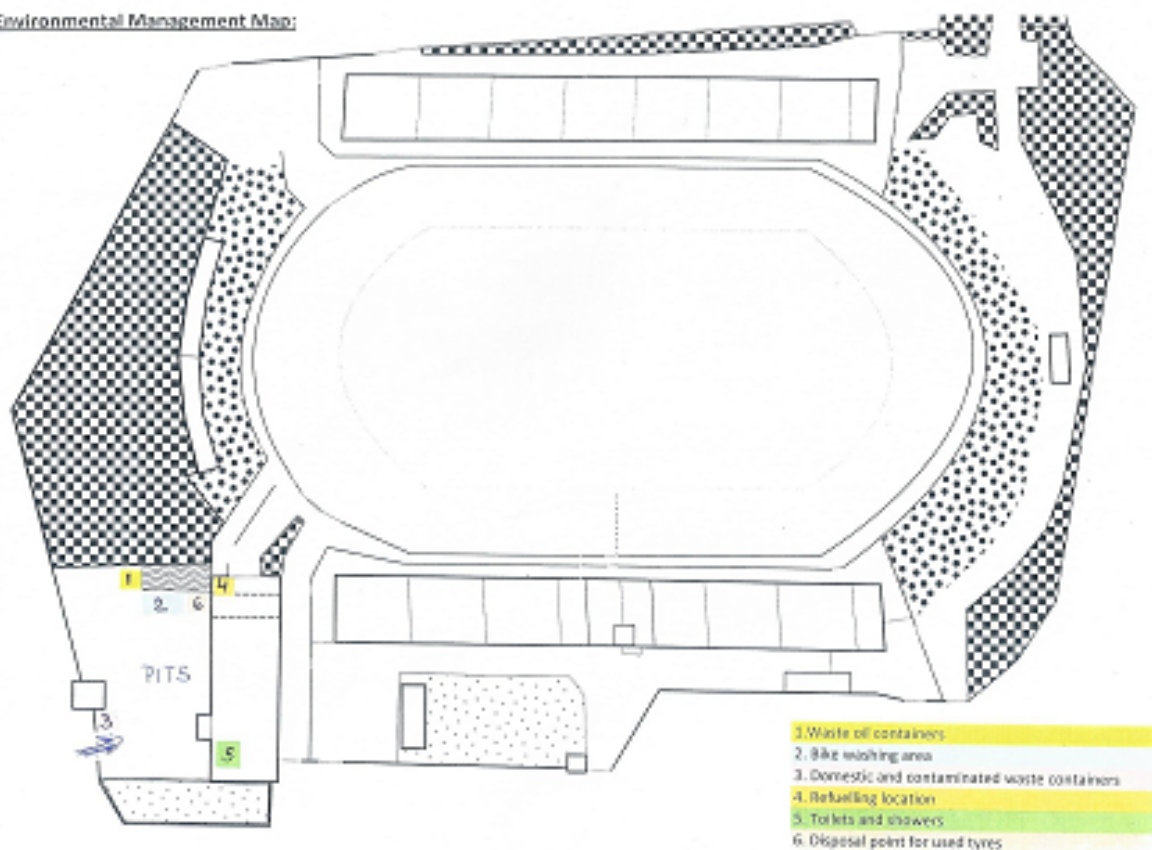 Environmental Management Map:
1
4
2
6
PITS
3
5
1.Waste oil containers
2. Bike washing area
3. Domestic and contaminated waste containers
4. Refuelling location
5. Toilets and showers
6. Disposal point for used tyres